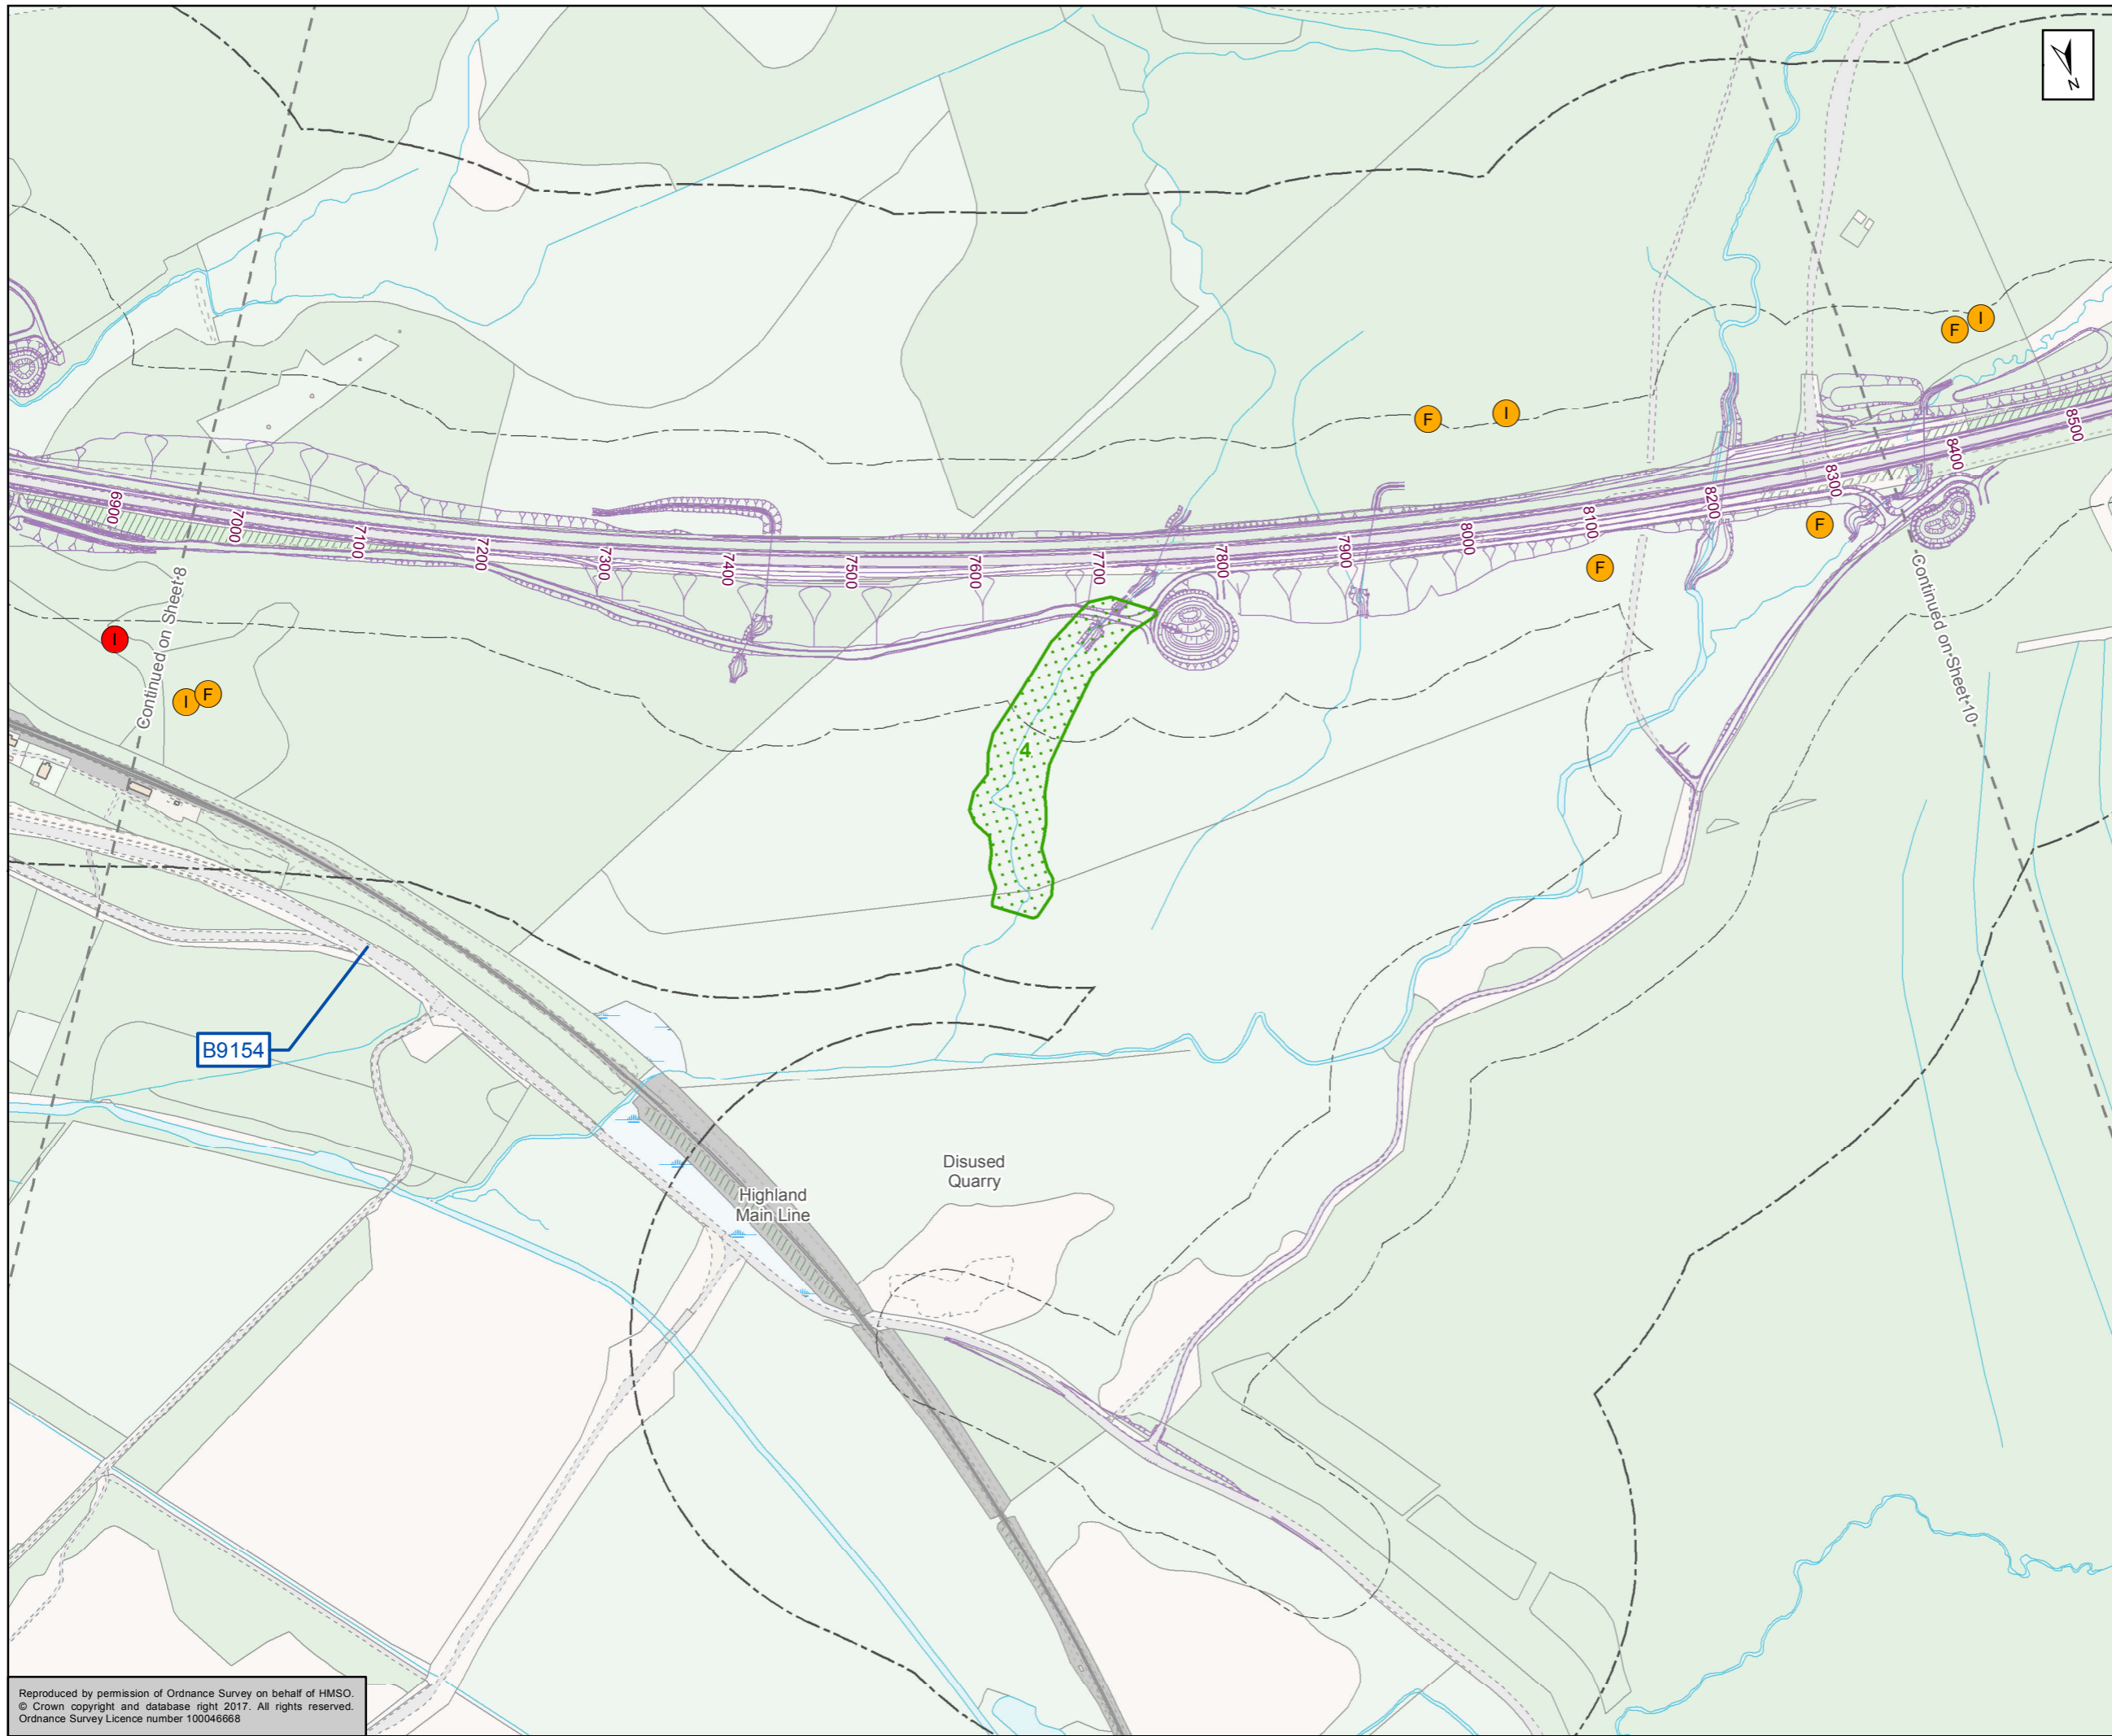 N
I
F
F
I
8500
8400
8300
8200
8100
8000
7900
7800
7700
7600
7500
7400
7300
7200
7100
7000
6900
F
F
I
I
F
Continued on Sheet 8
Continued on Sheet 10
4
B9154
Disused
Quarry
Highland
Main Line
Reproduced by permission of Ordnance Survey on behalf of HMSO.
© Crown copyright and database right 2017. All rights reserved.
Ordnance Survey Licence number 100046668